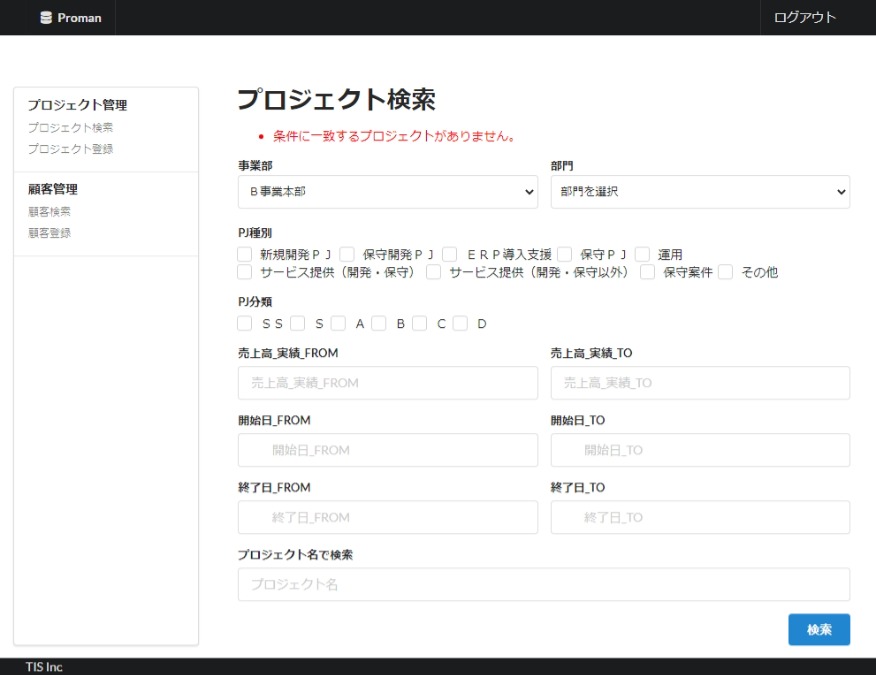 Proman ログアウト
プロジェクト管理
プロジェクト検索
プロジェクト登録
顧客管理
顧客検索
顧客登録
プロジェクト検索
条件に一致するプロジェクトがありません。
事業部 部門
B事業本部 部門を選択
PJ種別
新規開発PJ 保守開発PJ ERP導入支援 保守PJ 運用
サービス提供(開発・保守) サービス提供(開発・保守以外) 保守案件 その他
PJ分類
SS S A B C D
売上高_実績_FROM 売上高_実績_TO
売上高_実績_FROM 売上高_実績_TO
開始日_FROM 開始日_TO
開始日_FROM 開始日_TO
終了日_FROM 終了日_TO
終了日_FROM 終了日_TO
プロジェクト名で検索
プロジェクト名
検索
TIS Inc